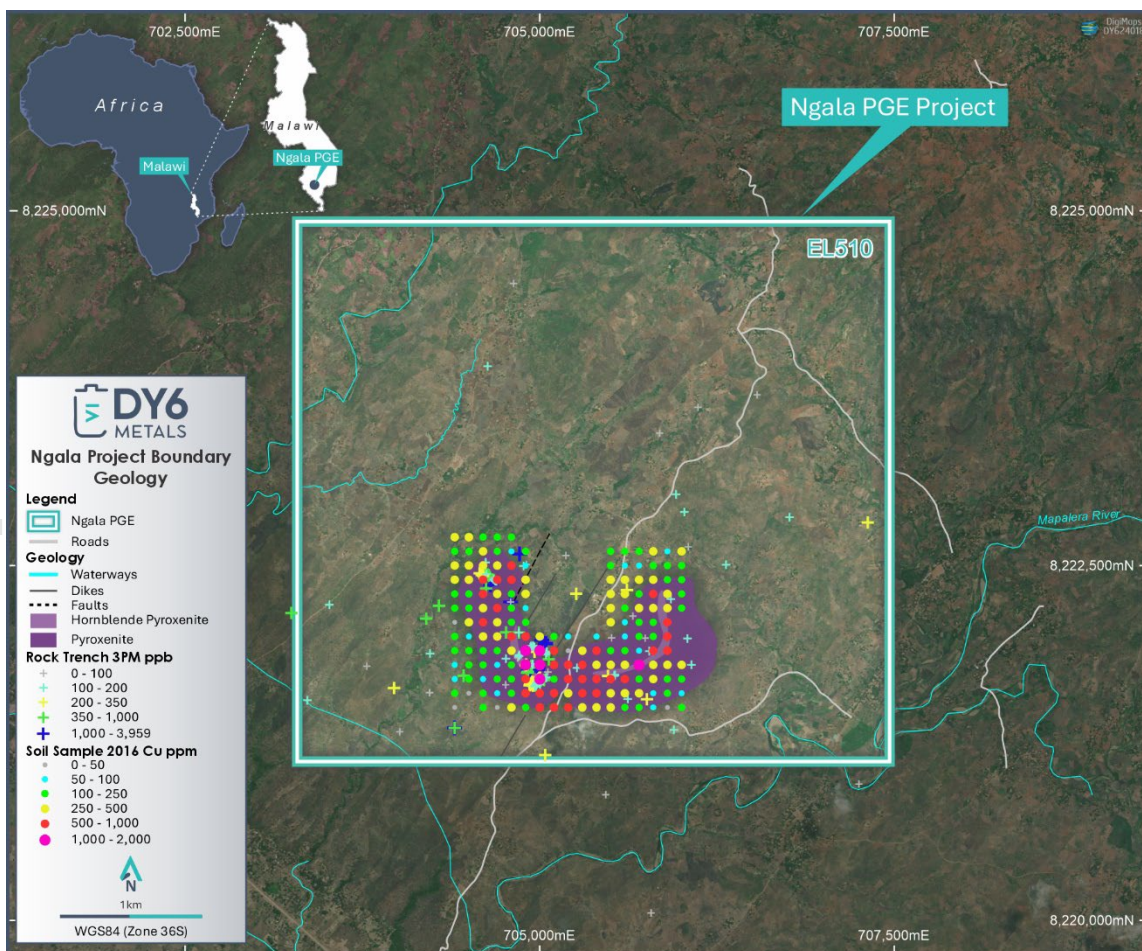 702,500mE
705,000mE
707,500mE
DigiMaps
Africa
Malawi
Ngala PGE
Malawi
Ngala PGE Project
8,225,000mN
8,225,000mN
EL510
DY6
METALS
Ngala Project Boundary
Geology
Legend
Ngala PGE
Roads
Geology
Waterways
Dikes
Faults
Hornblende Pyroxenite
Pyroxenite
Rock Trench 3PM ppb
0 - 100
100 - 200
200 - 350
350 - 1,000
1,000 - 3,959
Soil Sample 2016 Cu ppm
0 - 50
50 - 100
100 - 250
250 - 500
500 - 1,000
1,000 - 2,000
N
1km
WGS84 (Zone 36S)
Mapalera River
8,222,500mN
8,220,000mN
705,000mE
707,500mE